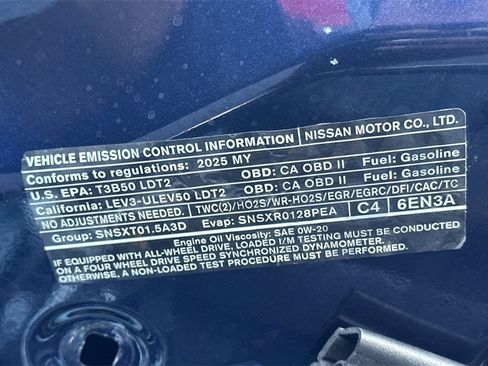 VEHICLE EMISSION CONTROL INFORMATION NISSAN MOTOR CO., LTD.
Conforms to regulations: 2025 MY
U.S. EPA: T3B50 LDT2 OBD: CA OBD II Fuel: Gasoline
California: LEV3-ULEV50 LDT2 OBD: CA OBD II Fuel: Gasoline
NO ADJUSTMENTS NEEDED. TWC(2)/HO2S/WR-HO2S/EGR/EGRC/DFI/CAC/TC
Group: SNSXT01.5A3D Evap: SNSXR0128PEA C4 6EN3A
Engine Oil Viscosity: SAE 0W-20
IF EQUIPPED WITH ALL-WHEEL DRIVE, LOADED I/M TESTING MUST BE CONDUCTED
ON A FOUR WHEEL DRIVE SPEED SYNCHRONIZED DYNAMOMETER,
OR A NON-LOADED TEST PROCEDURE MUST BE PERFORMED.